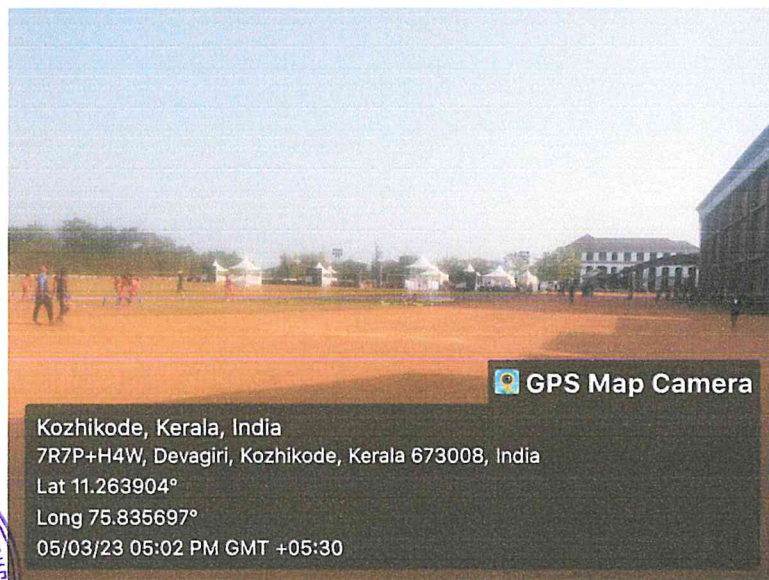 GPS Map Camera
Kozhikode, Kerala, India
7R7P+H4W, Devagiri, Kozhikode, Kerala 673008, India
Lat 11.263904°
Long 75.835697°
05/03/23 05:02 PM GMT +05:30